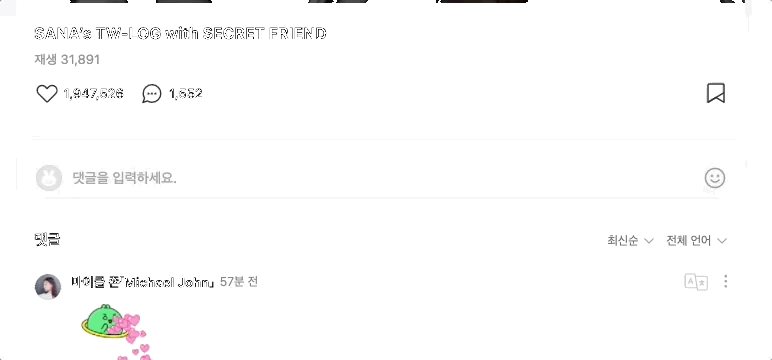 SANA's TW-LOG with SECRET FRIEND
재생 31,891
1,947,526 1,552
댓글을 입력하세요.
댓글 최신순 전체 언어
마이클 존「Michael John」 57분 전